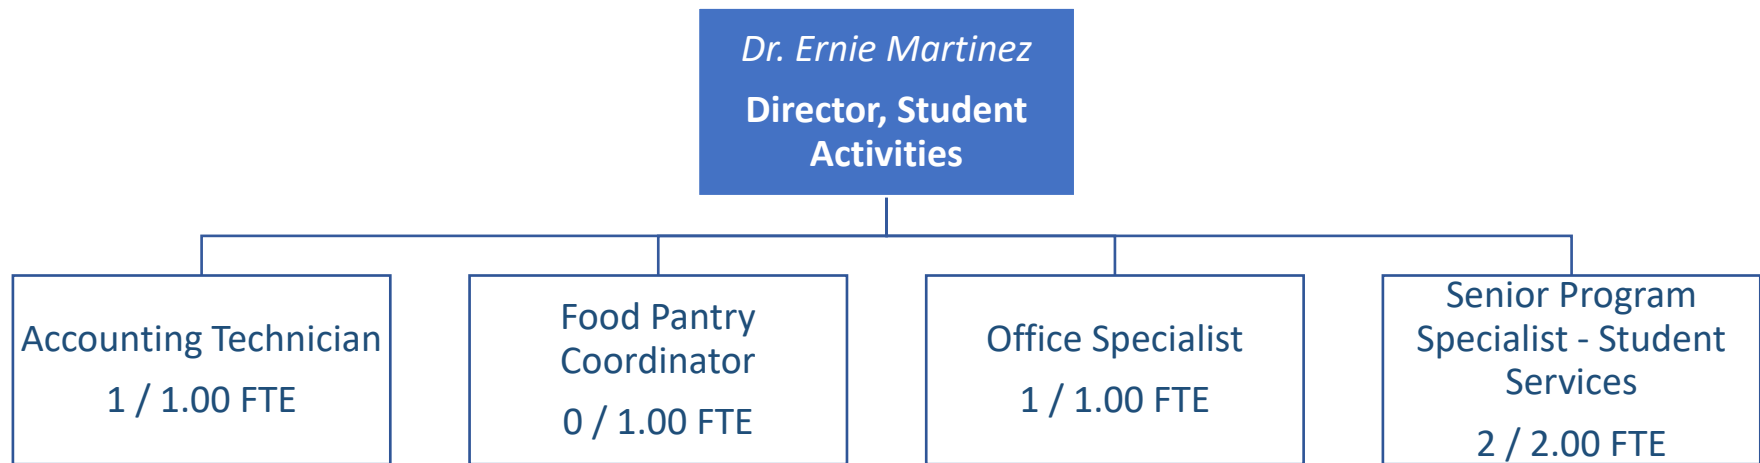 Dr. Ernie Martinez
Director, Student
Activities
Accounting Technician
1 / 1.00 FTE
Food Pantry
Coordinator
0 / 1.00 FTE
Office Specialist
1 / 1.00 FTE
Senior Program
Specialist - Student
Services
2 / 2.00 FTE